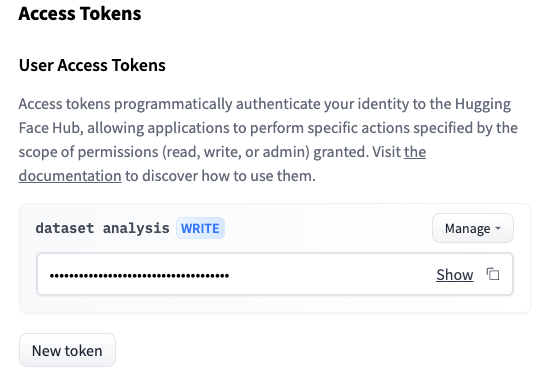 Access Tokens
User Access Tokens
Access tokens programmatically authenticate your identity to the Hugging
Face Hub, allowing applications to perform specific actions specified by the
scope of permissions (read, write, or admin) granted. Visit the
documentation to discover how to use them.
dataset analysis WRITE Manage
•••••••••••••••••••••••••••••••••••••• Show
New token